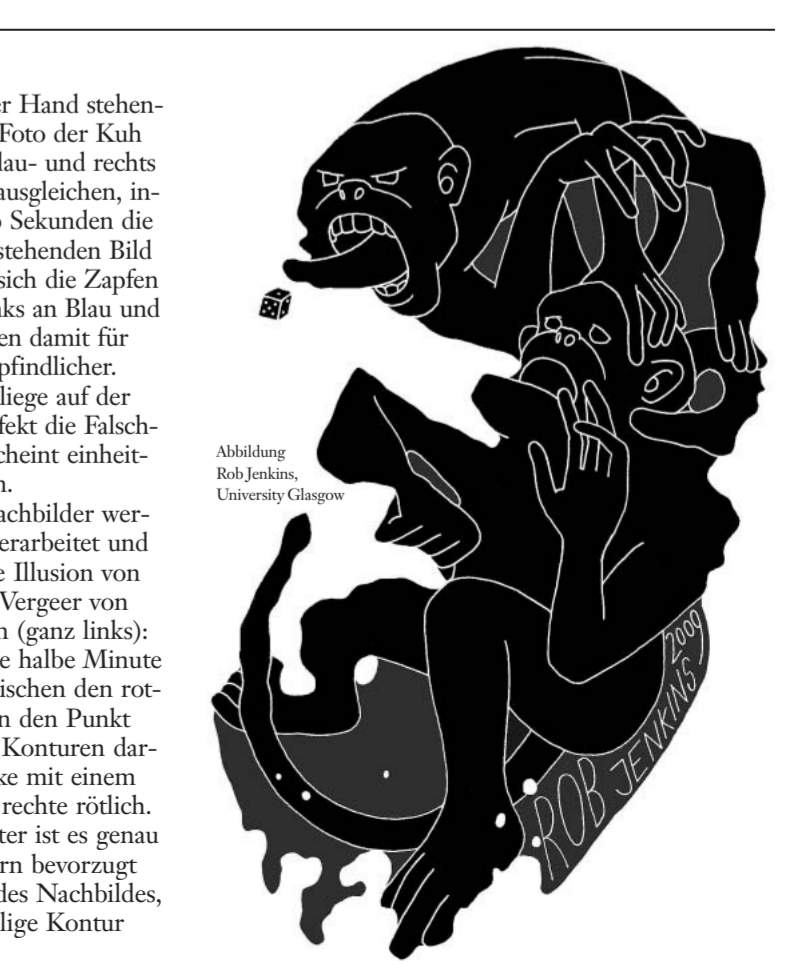 er Hand stehen-
Foto der Kuh
lau- und rechts
ausgleichen, in-
Sekunden die
stehenden Bild
sich die Zapfen
nks an Blau und
en damit für
pfindlicher.
liege auf der
fekt die Falsch-
cheint einheit-
n.
achbilder wer-
erarbeitet und
e Illusion von
Vergeer von
n (ganz links):
e halbe Minute
ischen den rot-
n den Punkt
Konturen dar-
ke mit einem
rechte rötlich.
ter ist es genau
rn bevorzugt
des Nachbildes,
lige Kontur
Abbildung
Rob Jenkins,
University Glasgow
2009
ROB JENKINS